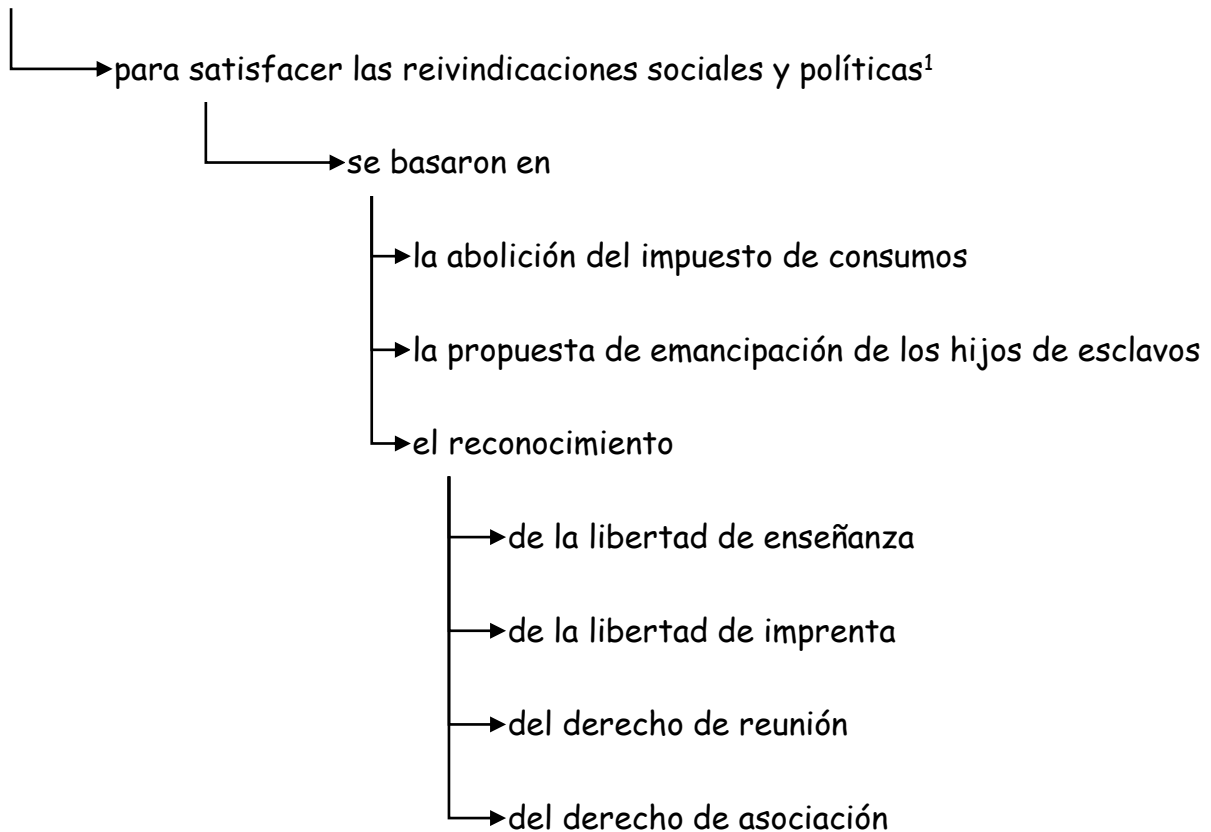 para satisfacer las reivindicaciones sociales y políticas¹
se basaron en
la abolición del impuesto de consumos
la propuesta de emancipación de los hijos de esclavos
el reconocimiento
de la libertad de enseñanza
de la libertad de imprenta
del derecho de reunión
del derecho de asociación